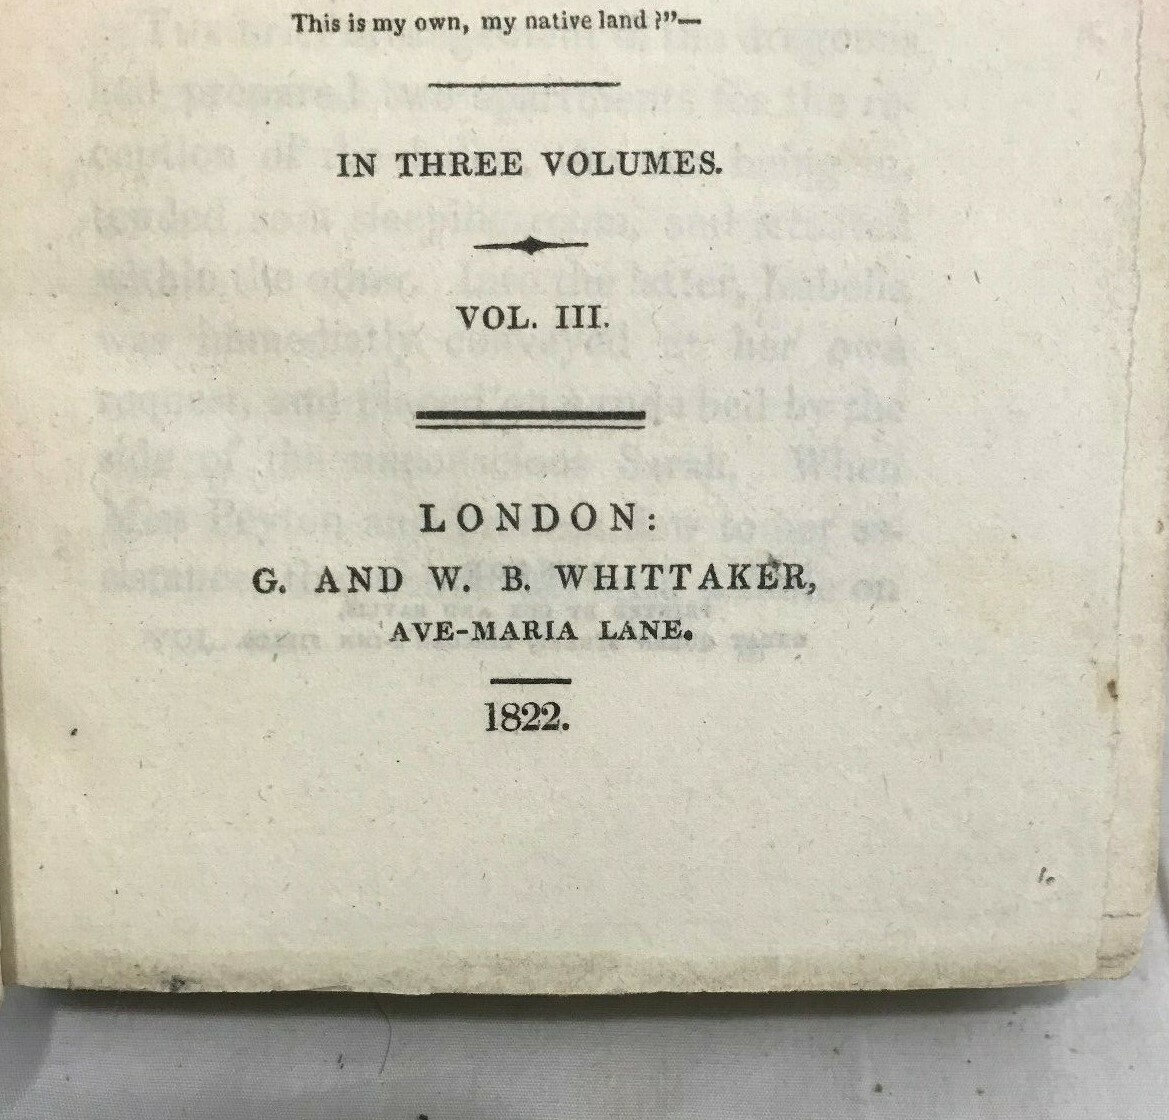 This is my own, my native land ?"—
IN THREE VOLUMES.
VOL. III.
LONDON:
G. AND W. B. WHITTAKER,
AVE-MARIA LANE.
1822.